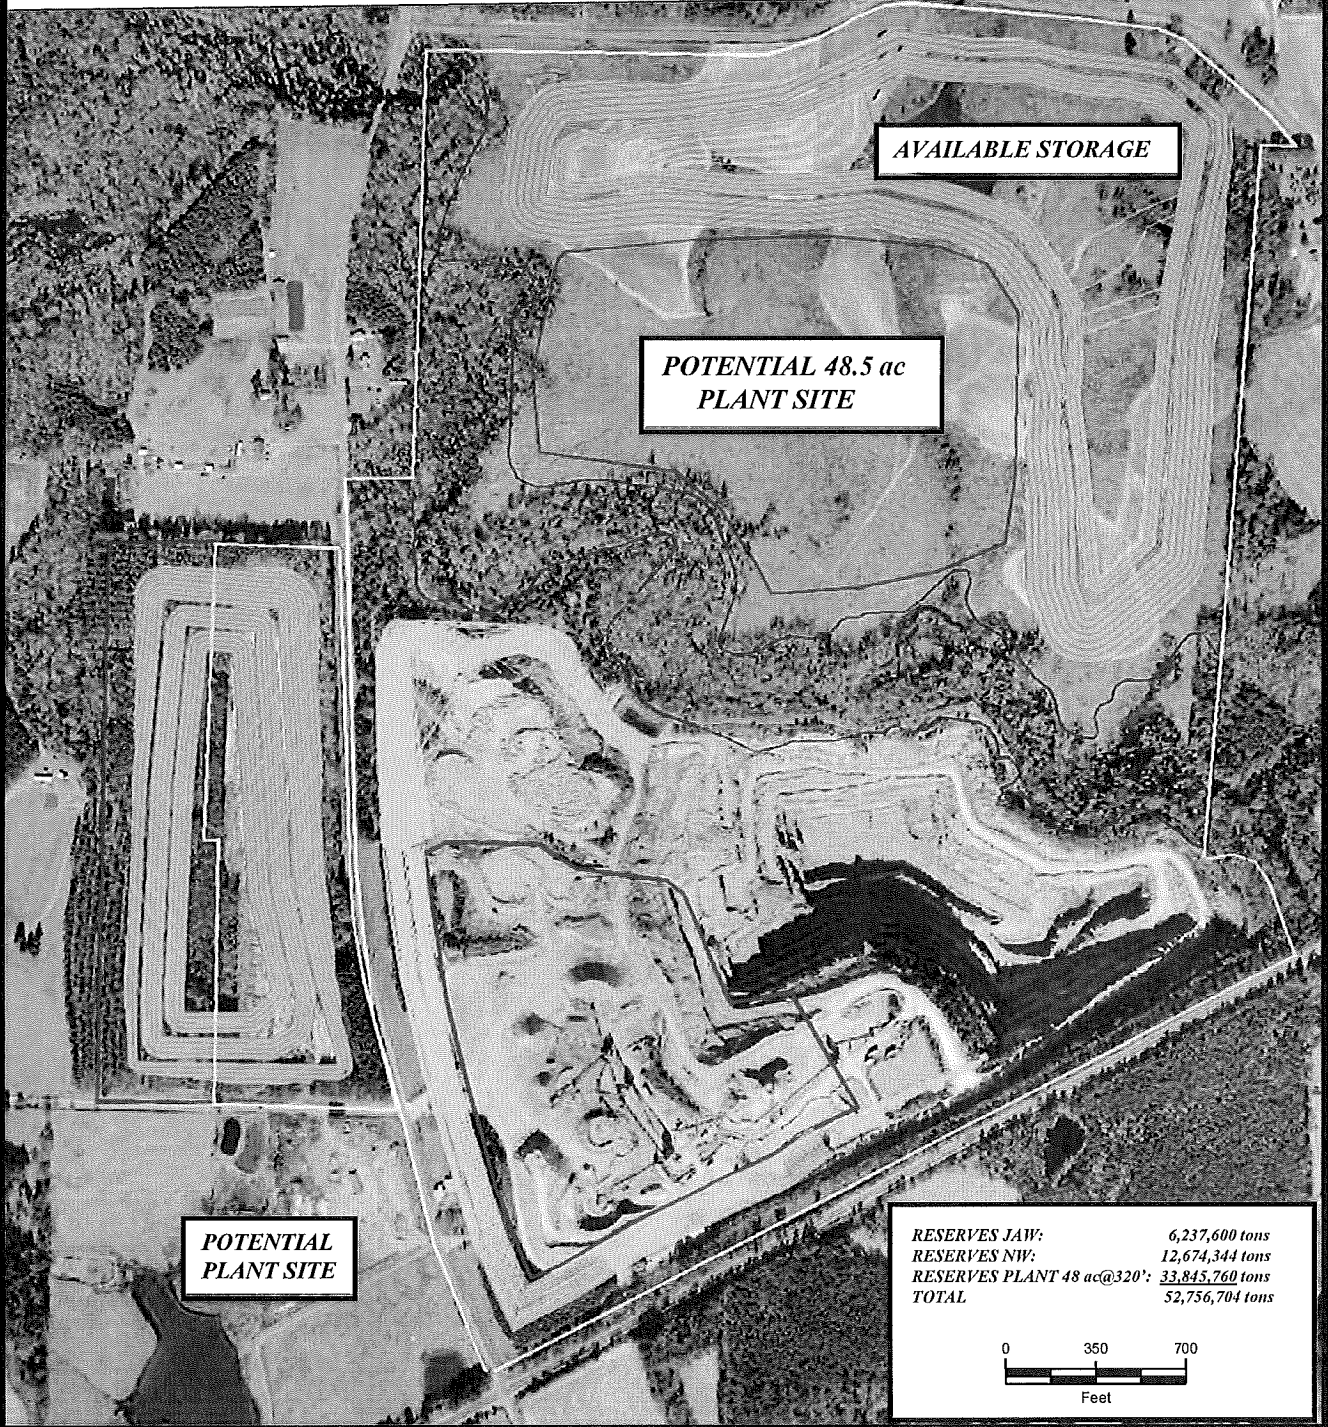 AVAILABLE STORAGE
POTENTIAL 48.5 ac
PLANT SITE
POTENTIAL
PLANT SITE
RESERVES JAW: 6,237,600 tons
RESERVES NW: 12,674,344 tons
RESERVES PLANT 48 ac@320': 33,845,760 tons
TOTAL 52,756,704 tons
0 350 700
Feet